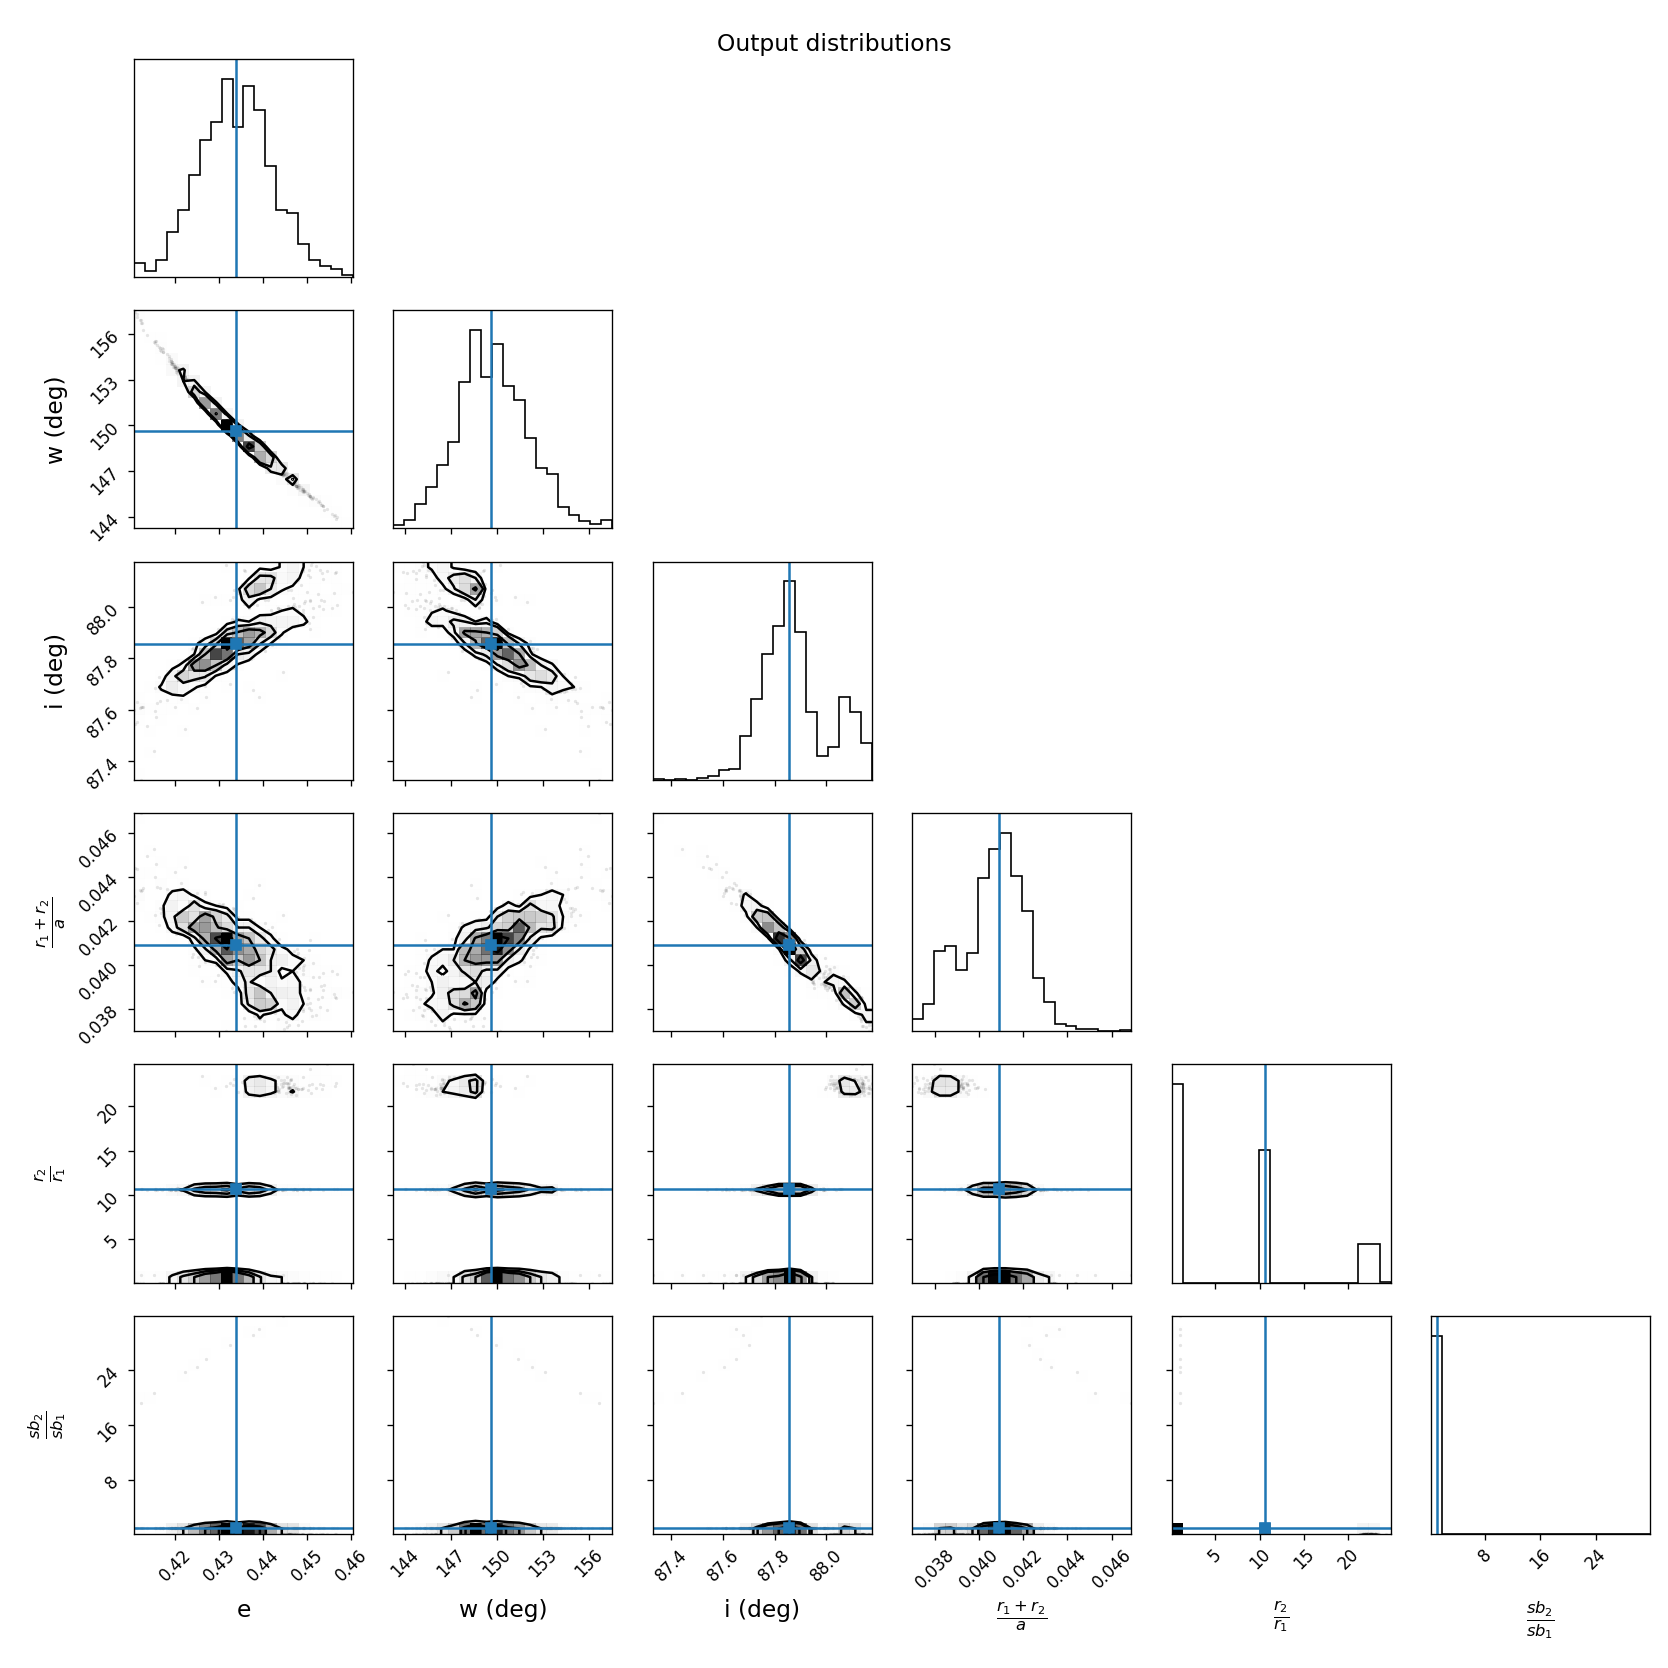 Output distributions
w (deg)
156
153
150
147
144
i (deg)
88.0
87.8
87.6
87.4
r₁ + r₂ / a
0.046
0.044
0.042
0.040
0.038
r₂ / r₁
20
15
10
5
sb₂ / sb₁
24
16
8
0.42 0.43 0.44 0.45 0.46 144 147 150 153 156 87.4 87.6 87.8 88.0 0.038 0.040 0.042 0.044 0.046 5 10 15 20 8 16 24
e w (deg) i (deg) r₁ + r₂ / a r₂ / r₁ sb₂ / sb₁